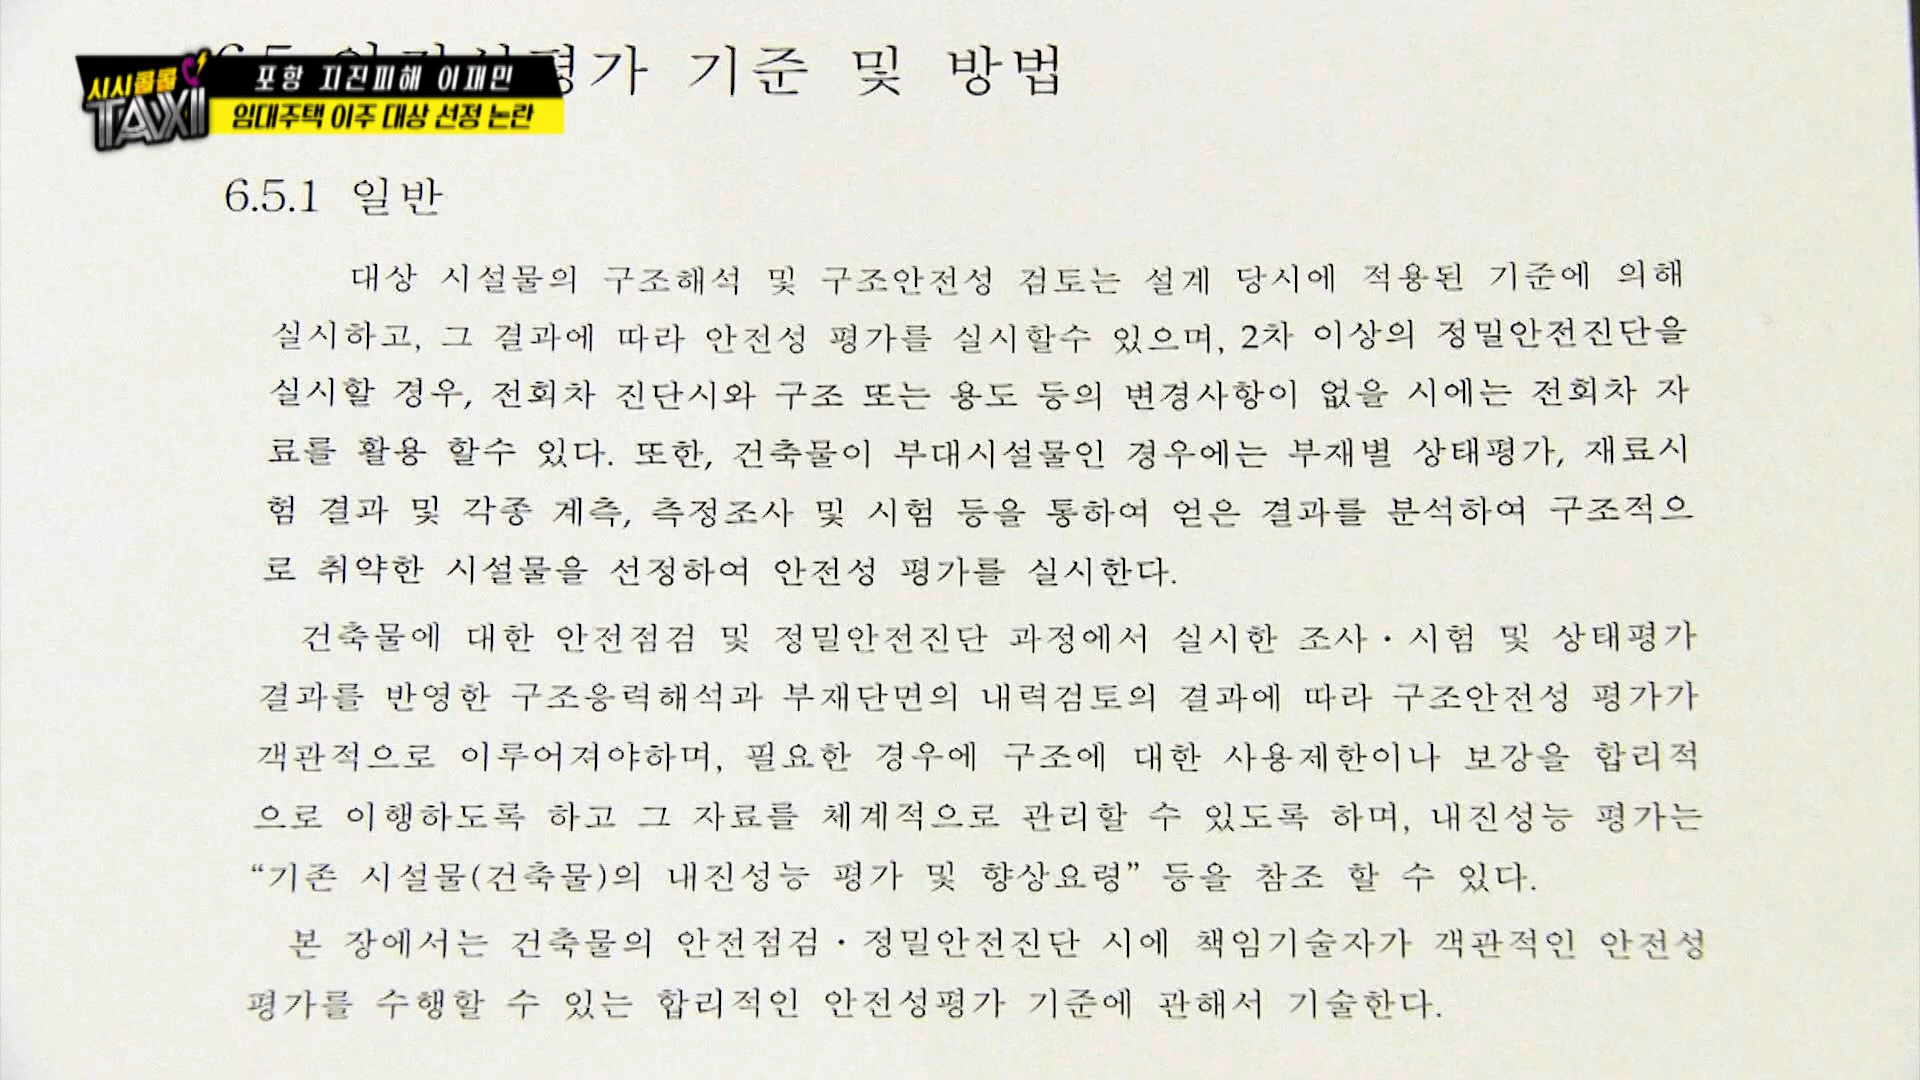 시시콜콜
TAXI
포항 지진피해 이재민
임대주택 이주 대상 선정 논란
기준 및 방법
6.5.1 일반
대상 시설물의 구조해석 및 구조안전성 검토는 설계 당시에 적용된 기준에 의해
실시하고, 그 결과에 따라 안전성 평가를 실시할수 있으며, 2차 이상의 정밀안전진단을
실시할 경우, 전회차 진단시와 구조 또는 용도 등의 변경사항이 없을 시에는 전회차 자
료를 활용 할수 있다. 또한, 건축물이 부대시설물인 경우에는 부재별 상태평가, 재료시
험 결과 및 각종 계측, 측정조사 및 시험 등을 통하여 얻은 결과를 분석하여 구조적으
로 취약한 시설물을 선정하여 안전성 평가를 실시한다.
건축물에 대한 안전점검 및 정밀안전진단 과정에서 실시한 조사·시험 및 상태평가
결과를 반영한 구조응력해석과 부재단면의 내력검토의 결과에 따라 구조안전성 평가가
객관적으로 이루어져야하며, 필요한 경우에 구조에 대한 사용제한이나 보강을 합리적
으로 이행하도록 하고 그 자료를 체계적으로 관리할 수 있도록 하며, 내진성능 평가는
“기존 시설물(건축물)의 내진성능 평가 및 향상요령” 등을 참조 할 수 있다.
본 장에서는 건축물의 안전점검·정밀안전진단 시에 책임기술자가 객관적인 안전성
평가를 수행할 수 있는 합리적인 안전성평가 기준에 관해서 기술한다.